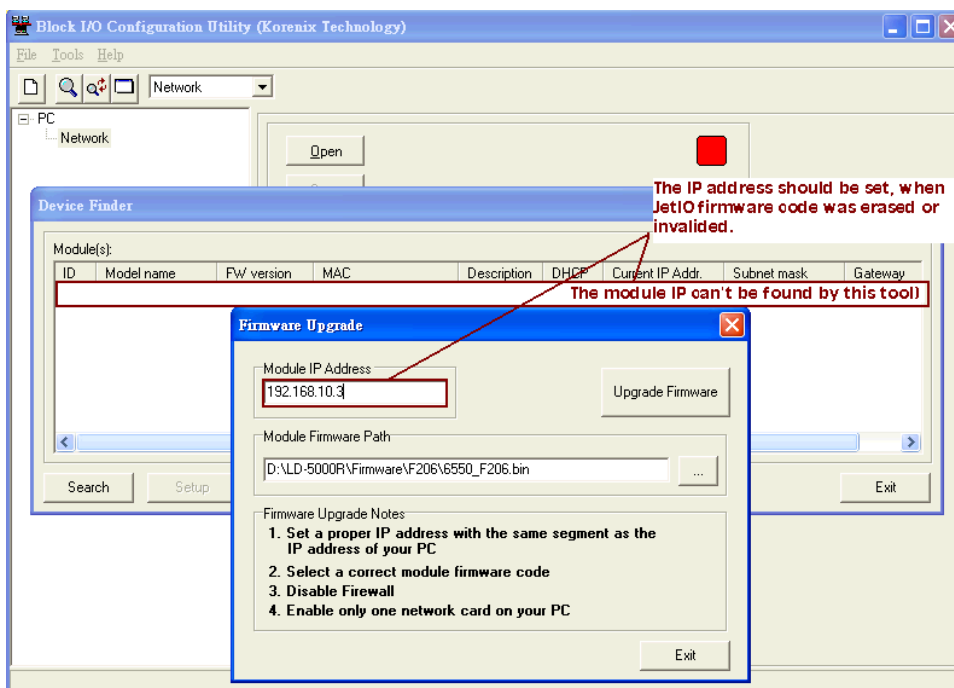 Block I/O Configuration Utility (Korenix Technology)
File Tools Help
Network
PC
Network
Open
The IP address should be set, when
JetIO firmware code was erased or
invalided.
Device Finder
Module(s):
ID Model name FW version MAC Description DHCP Current IP Addr. Subnet mask Gateway
The module IP can't be found by this tool)
Firmware Upgrade
Module IP Address
192.168.10.3
Upgrade Firmware
Module Firmware Path
D:\LD-5000R\Firmware\F206\6550_F206.bin
...
Search Setup Exit
Firmware Upgrade Notes
1. Set a proper IP address with the same segment as the
IP address of your PC
2. Select a correct module firmware code
3. Disable Firewall
4. Enable only one network card on your PC
Exit